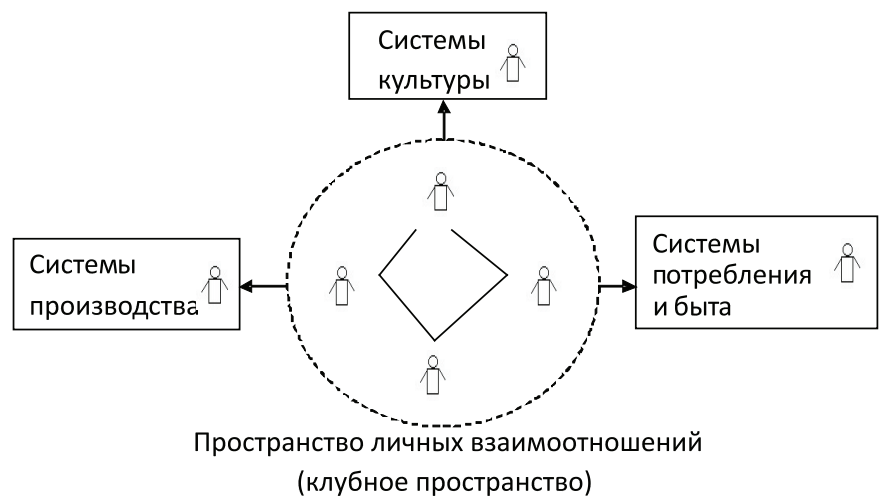 Системы
культуры
Системы
производства
Системы
потребления
и быта
Пространство личных взаимоотношений
(клубное пространство)